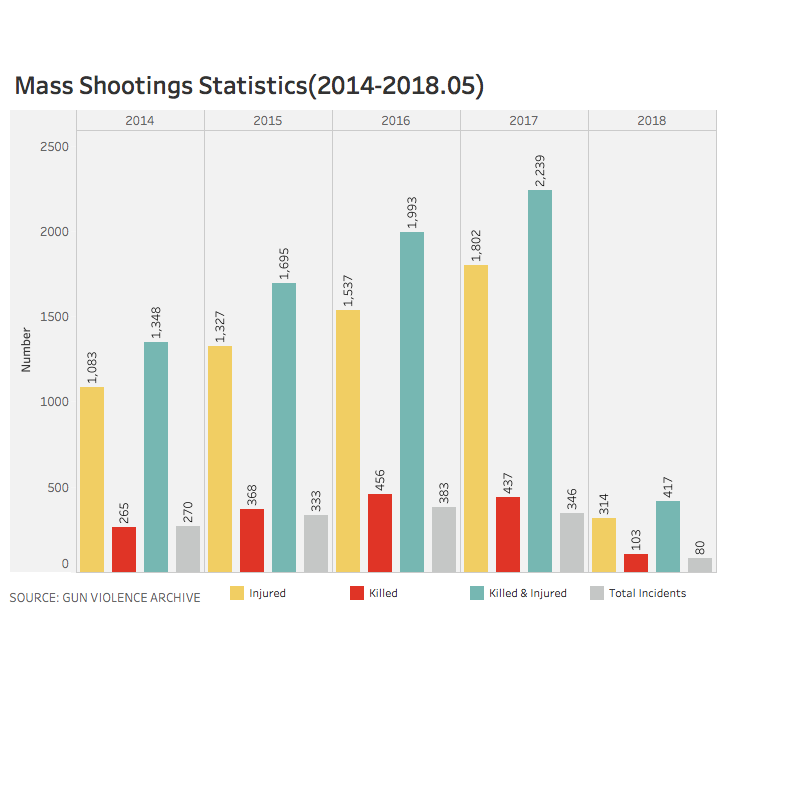 Mass Shootings Statistics(2014-2018.05)
2014 2015 2016 2017 2018
2500
2000
1500
1000
500
0
Number
1,083 265 1,348 270
1,327 368 1,695 333
1,537 456 1,993 383
1,802 437 2,239 346
314 103 417 80
SOURCE: GUN VIOLENCE ARCHIVE
Injured Killed Killed & Injured Total Incidents